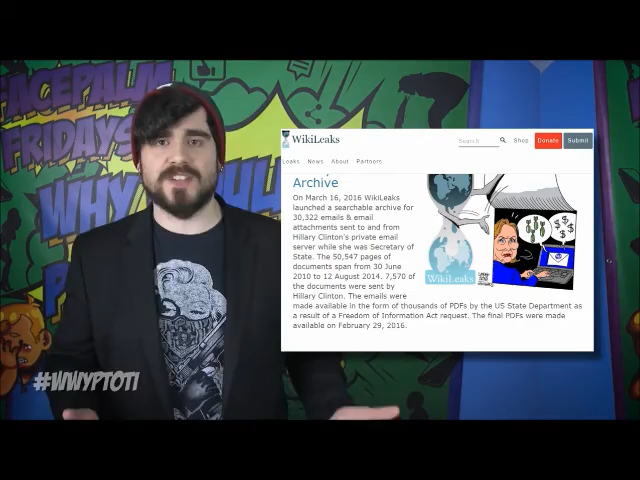 FACEPALM
FRIDAYS
WHY
#WWYPTOTI
WikiLeaks
Search
Shop
Donate
Submit
Leaks News About Partners
Archive
On March 16, 2016 WikiLeaks
launched a searchable archive for
30,322 emails & email
attachments sent to and from
Hillary Clinton's private email
server while she was Secretary of
State. The 50,547 pages of
documents span from 30 June
2010 to 12 August 2014. 7,570 of
the documents were sent by
Hillary Clinton. The emails were
made available in the form of thousands of PDFs by the US State Department as
a result of a Freedom of Information Act request. The final PDFs were made
available on February 29, 2016.
WikiLeaks
$ $ $